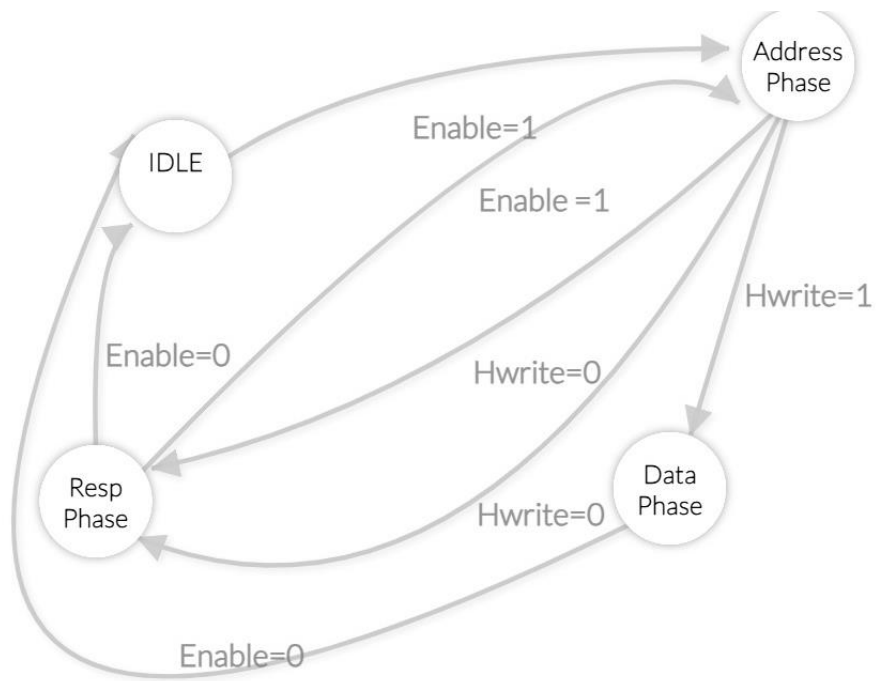 Address
Phase
Enable=1
IDLE
Enable =1
Hwrite=1
Enable=0
Hwrite=0
Resp
Phase
Data
Phase
Hwrite=0
Enable=0